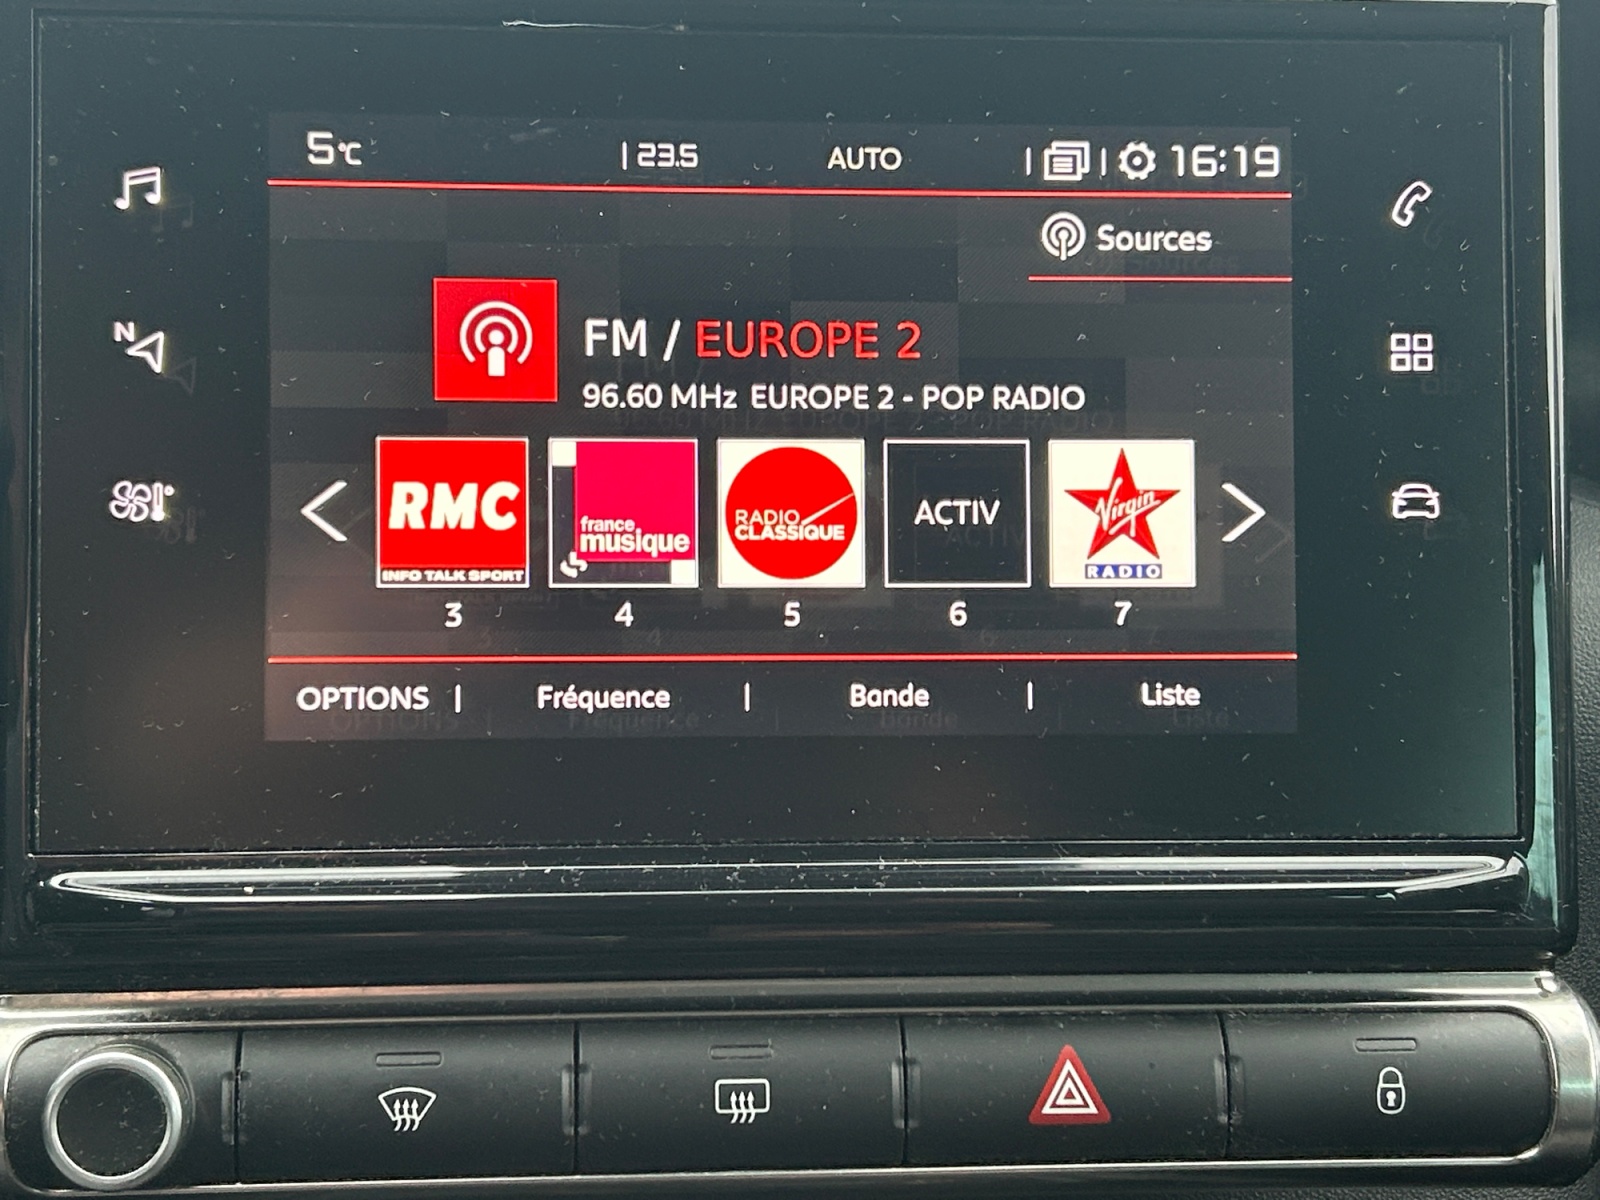 5°C | 23.5 AUTO | | 16:19
Sources
N
FM / EUROPE 2
96.60 MHz EUROPE 2 - POP RADIO
RMC
INFO TALK SPORT
france
musique
RADIO
CLASSIQUE
ACTIV
Virgin
RADIO
3 4 5 6 7
OPTIONS | Fréquence | Bande | Liste